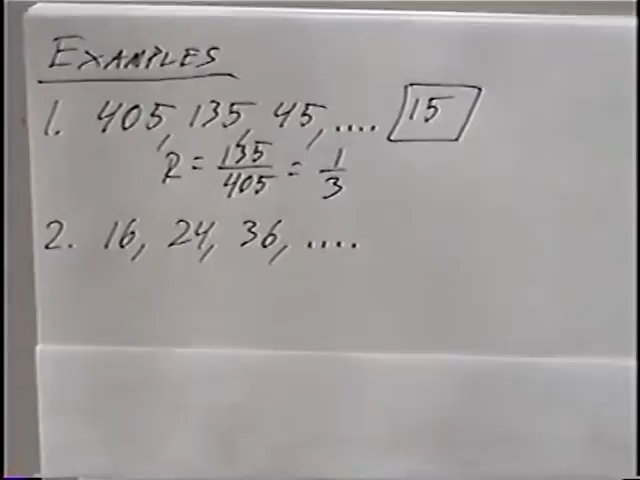 EXAMPLES
1. 405, 135, 45, .... 15
R = 135/405 = 1/3
2. 16, 24, 36, ....